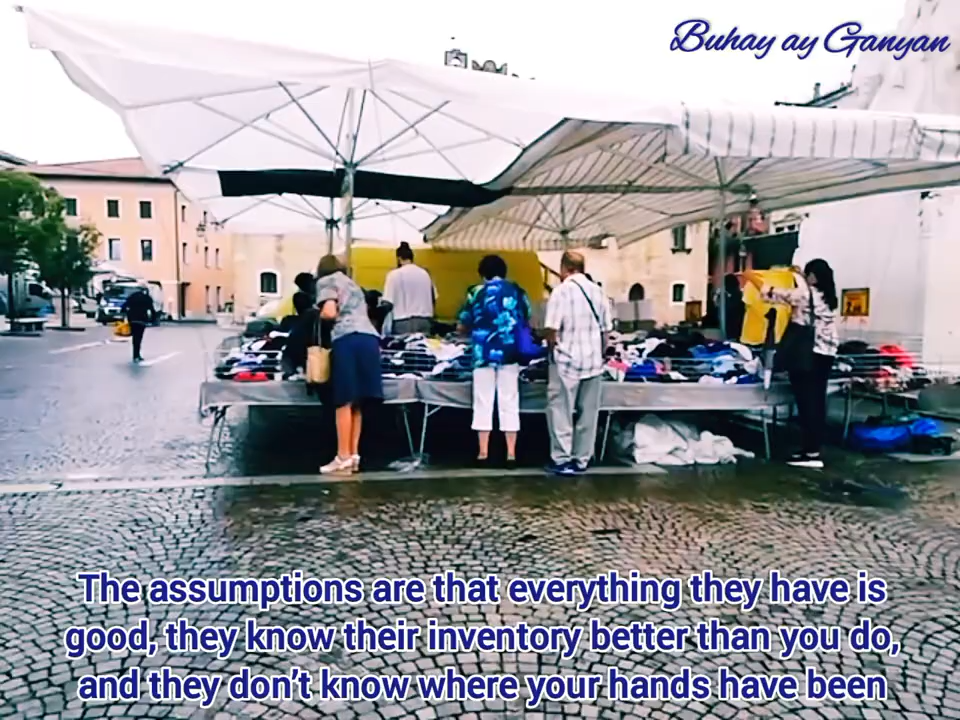 Buhay ay Ganyan
The assumptions are that everything they have is
good, they know their inventory better than you do,
and they don't know where your hands have been